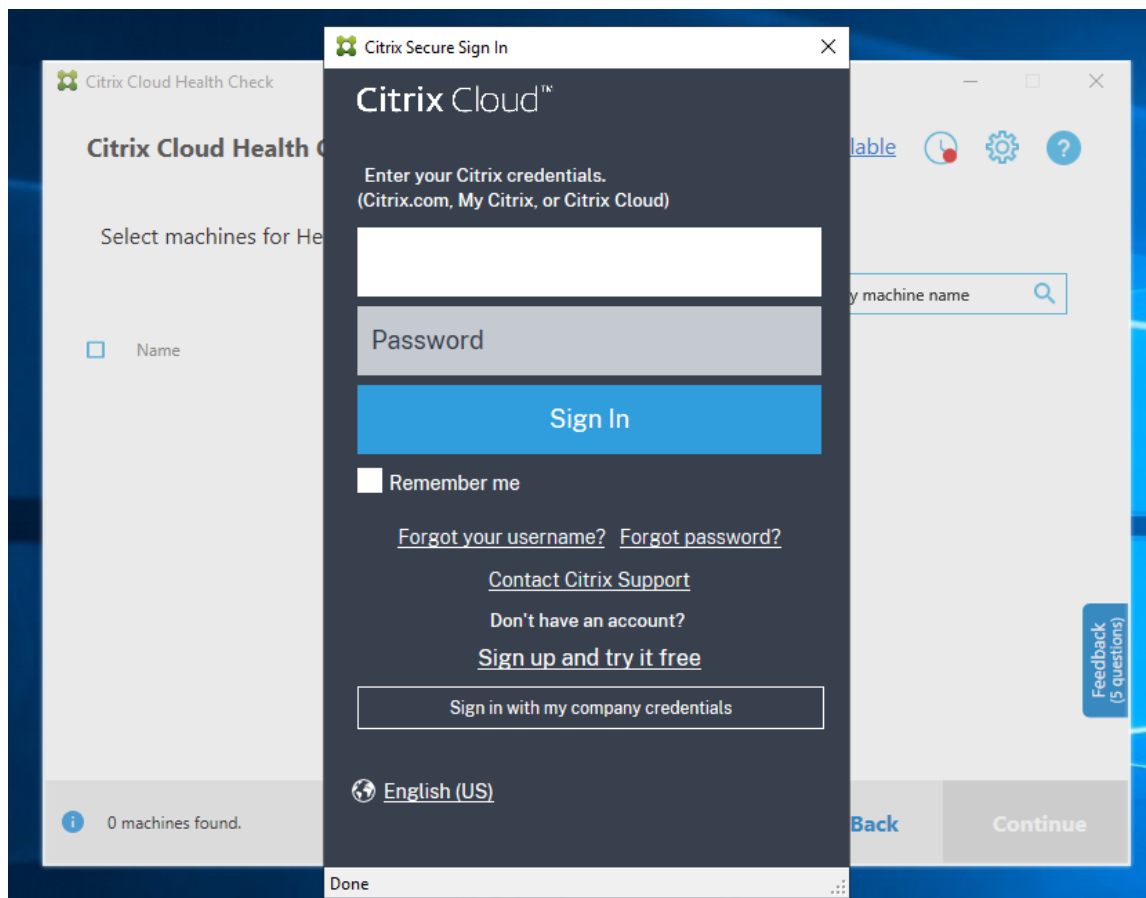 Citrix Secure Sign In
Citrix Cloud Health Check
Citrix Cloud™
Citrix Cloud Health
lable
?
Enter your Citrix credentials.
(Citrix.com, My Citrix, or Citrix Cloud)
Select machines for He
y machine name
Password
Name
Sign In
Remember me
Forgot your username? Forgot password?
Contact Citrix Support
Don't have an account?
Sign up and try it free
Feedback
(5 questions)
Sign in with my company credentials
English (US)
0 machines found.
Back
Continue
Done